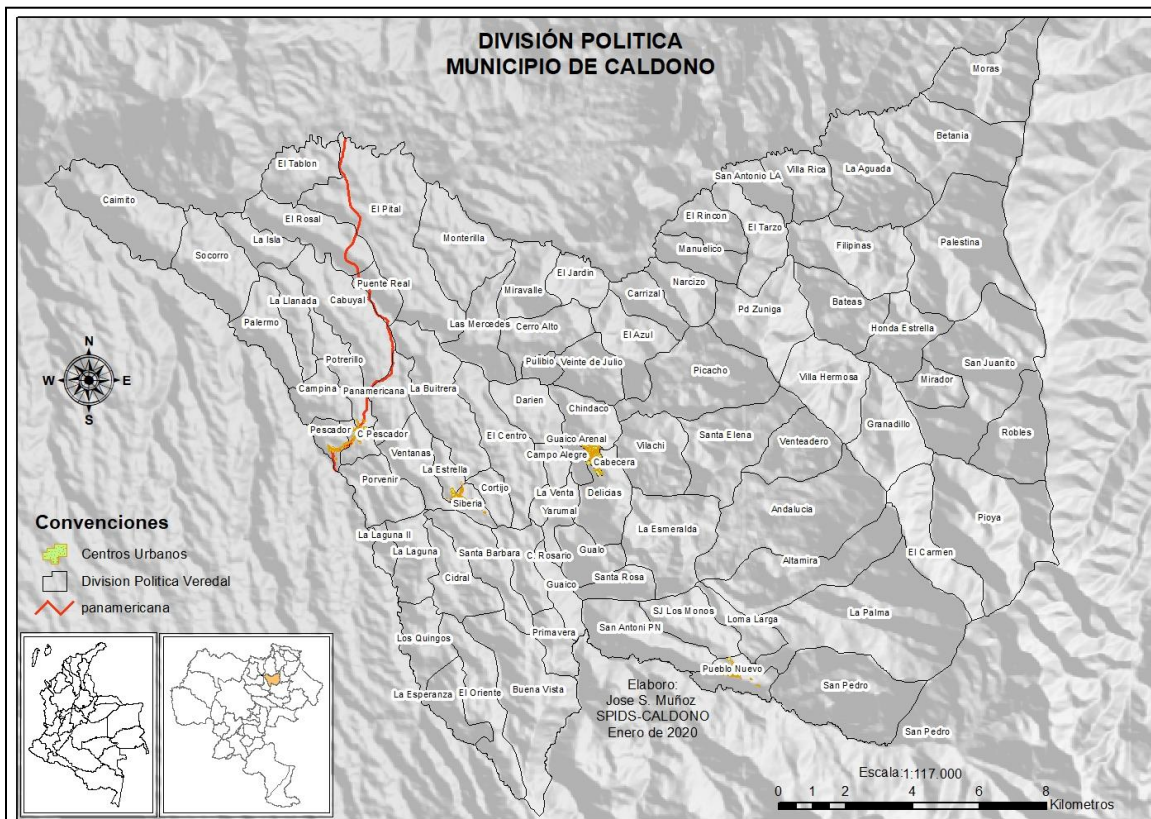 DIVISIÓN POLITICA
MUNICIPIO DE CALDONO
Moras
Betania
El Tablon
San Antonio LA
Villa Rica
La Aguada
Caimito
El Pital
El Rosal
El Rincon
El Tarzo
La Isla
Monterilla
Manuelico
Filipinas
Palestina
Socorro
El Jardin
Narcizo
Puente Real
Miravalle
Carrizal
La Llanada
Cabuyal
Bateas
Pd Zuniga
Palermo
Las Mercedes
Cerro Alto
El Azul
Honda Estrella
N
W
E
S
Potrerillo
Pulibio
Veinte de Julio
Picacho
San Juanito
Villa Hermosa
Mirador
Campina
Panamericana
La Buitrera
Darien
Chindaco
Granadillo
Pescador
C Pescador
El Centro
Guaico Arenal
Vilachi
Santa Elena
Venteadero
Robles
Ventanas
Campo Alegre
Cabecera
La Estrella
Porvenir
Cortijo
La Venta
Delicias
Siberia
Yarumal
Andalucia
Pioya
La Laguna II
La Esmeralda
La Laguna
Santa Barbara
C. Rosario
Gualo
El Carmen
Altamira
Cidral
Guaico
Santa Rosa
SJ Los Monos
La Palma
Loma Larga
San Antoni PN
Primavera
Los Quingos
Pueblo Nuevo
San Pedro
La Esperanza
El Oriente
Buena Vista
San Pedro
Convenciones
Centros Urbanos
Division Politica Veredal
panamericana
Elaboro:
Jose S. Muñoz
SPIDS-CALDONO
Enero de 2020
Escala:1:117.000
0 1 2 4 6 8
Kilometros